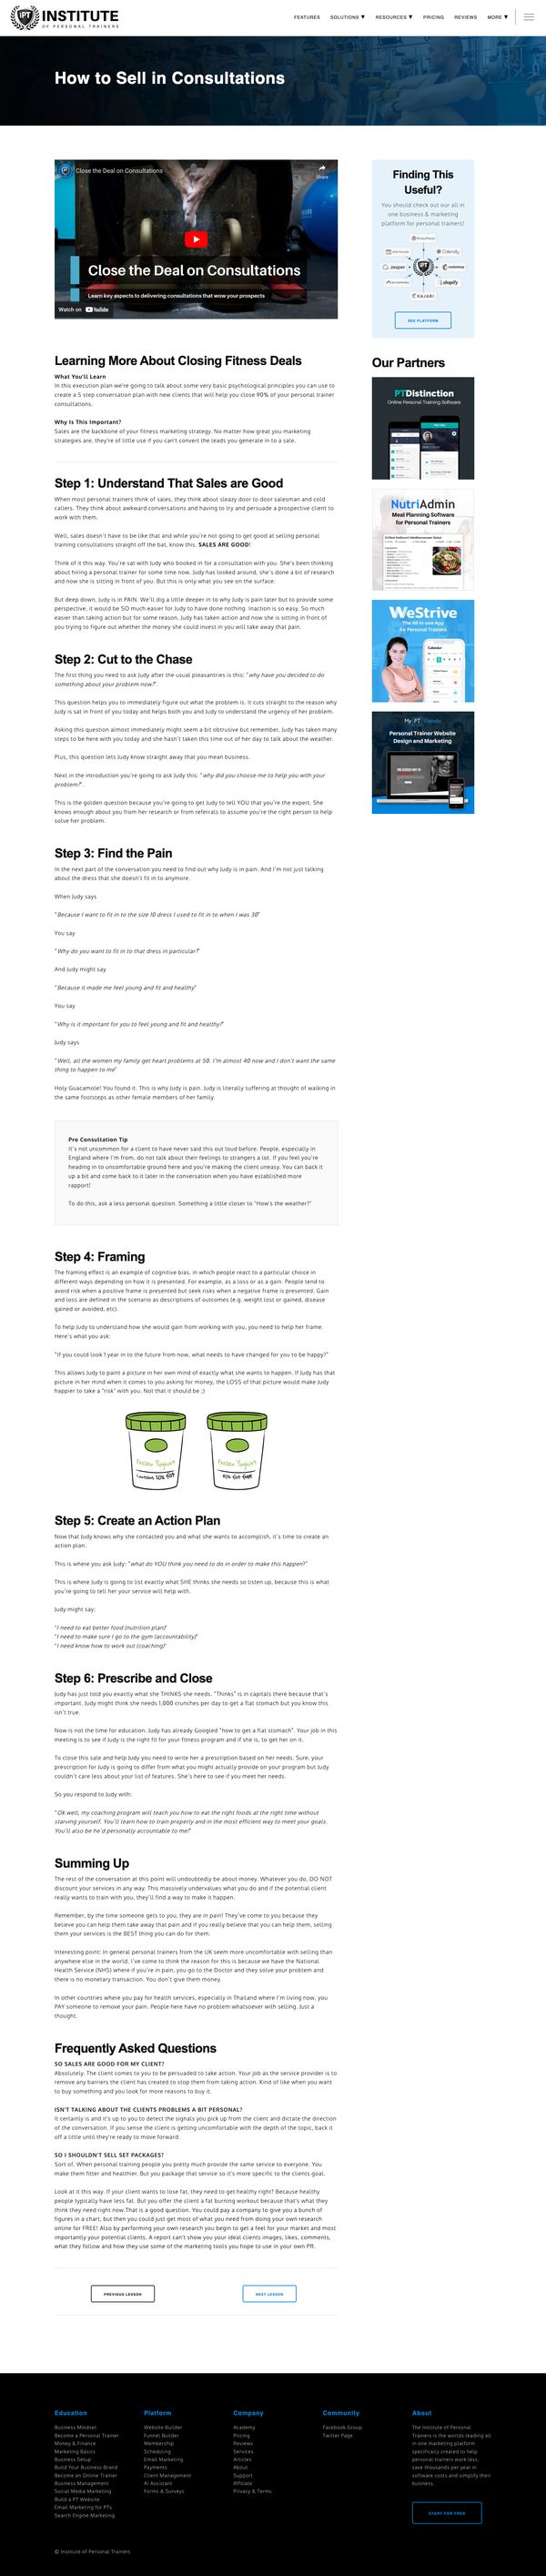 IPT INSTITUTE
OF PERSONAL TRAINERS
FEATURES SOLUTIONS ▼ RESOURCES ▼ PRICING REVIEWS MORE ▼
How to Sell in Consultations
Close the Deal on Consultations
Share
Close the Deal on Consultations
Learn key aspects to delivering consultations that wow your prospects
Watch on YouTube
Finding This
Useful?
You should check out our all in
one business & marketing
platform for personal trainers!
Calendly
Jasper
IPT
shopify
KAJABI
SEE PLATFORM
Our Partners
PTDistinction
Online Personal Training Software
NutriAdmin
Meal Planning Software
for Personal Trainers
WeStrive
The All-in-one App
for Personal Trainers
Calendar
My PT Website
Personal Trainer Website
Design and Marketing
Learning More About Closing Fitness Deals
What You'll Learn
In this execution plan we're going to talk about some very basic psychological principles you can use to
create a 5 step conversation plan with new clients that will help you close 90% of your personal trainer
consultations.
Why Is This Important?
Sales are the backbone of your fitness marketing strategy. No matter how great you marketing
strategies are, they're of little use if you can't convert the leads you generate in to a sale.
Step 1: Understand That Sales are Good
When most personal trainers think of sales, they think about sleazy door to door salesman and cold
callers. They think about awkward conversations and having to try and persuade a prospective client to
work with them.
Well, sales doesn't have to be like that and while you're not going to get good at selling personal
training consultations straight off the bat, know this. SALES ARE GOOD!
Think of it this way. You're sat with Judy who booked in for a consultation with you. She's been thinking
about hiring a personal trainer for some time. Judy has looked around, she's done a bit of research
and now she is sitting in front of you. But this is only what's on the surface.
But deep down, Judy is in PAIN. We'll dig a little deeper in to why Judy is in pain later but to provide some
perspective, it would be SO much easier for Judy to have done nothing. Inaction is so easy. So much
easier than taking action but for some reason, Judy has taken action and now she is sitting in front of
you trying to figure out whether the money she could invest in you will take away that pain.
Step 2: Cut to the Chase
The first thing you need to ask Judy after the usual pleasantries is this: "why have you decided to do
something about your problem now?".
This question helps you to immediately figure out what the problem is. It cuts straight to the reason why
Judy is sat in front of you today and helps both you and Judy to understand the urgency of her problem.
Asking this question almost immediately might seem a bit obtrusive but remember, Judy has taken many
steps to be here with you today and she hasn't taken this time out of her day to talk about the weather.
Plus, this question lets Judy know straight away that you mean business.
Next in the introduction you're going to ask Judy this: "why did you choose me to help you with your
problem?".
This is the golden question because you're going to get Judy to tell YOU that you're the expert. She
knows enough about you from her research or from referrals to assume you're the right person to help
solve her problem.
Step 3: Find the Pain
In the next part of the conversation you need to find out why Judy is in pain. And I'm not just talking
about the dress that she doesn't fit in to anymore.
When Judy says
"Because I want to fit in to the size 10 dress I used to fit in to when I was 30"
You say
"Why do you want to fit in to that dress in particular?"
And Judy might say
"Because it made me feel young and fit and healthy"
You say
"Why is it important for you to feel young and fit and healthy?"
Judy says
"Well, all the women my family get heart problems at 50. I'm almost 40 now and I don't want the same
thing to happen to me"
Holy Guacamole! You found it. This is why Judy is pain. Judy is literally suffering at thought of walking in
the same footsteps as other female members of her family.
Pro Consultation Tip
It's not uncommon for a client to have never said this out loud before. People, especially in
England where I'm from, do not talk about their feelings to strangers a lot. If you feel you're
heading in to uncomfortable ground here and you're making the client uneasy. You can back it
up a bit and come back to it later in the conversation when you have established more
rapport!
To do this, ask a less personal question. Something a little closer to "How's the weather?"
Step 4: Framing
The framing effect is an example of cognitive bias, in which people react to a particular choice in
different ways depending on how it is presented. For example, as a loss or as a gain. People tend to
avoid risk when a positive frame is presented but seek risks when a negative frame is presented. Gain
and loss are defined in the scenario as descriptions of outcomes (e.g. weight lost or gained, disease
gained or avoided, etc).
To help Judy to understand how she would gain from working with you, you need to help her frame.
Here's what you ask:
"If you could look 1 year in to the future from now, what needs to have changed for you to be happy?"
This allows Judy to paint a picture in her own mind of exactly what she wants to happen. If Judy has that
picture in her mind when it comes to you asking for money, the LOSS of that picture would make Judy
happier to take a "risk" with you. Not that it should be ;)
Frozen Yoghurt
Frozen Yoghurt
Step 5: Create an Action Plan
Now that Judy knows why she contacted you and what she wants to accomplish, it's time to create an
action plan.
This is where you ask Judy: "what do YOU think you need to do in order to make this happen?"
This is where Judy is going to list exactly what SHE thinks she needs so listen up, because this is what
you're going to tell her your service will help with.
Judy might say:
"I need to eat better food (nutrition plan)"
"I need to make sure I go to the gym (accountability)"
"I need know how to work out (coaching)"
Step 6: Prescribe and Close
Judy has just told you exactly what she THINKS she needs. "Thinks" is in capitals there because that's
important. Judy might think she needs 1,000 crunches per day to get a flat stomach but you know this
isn't true.
Now is not the time for education. Judy has already Googled "how to get a flat stomach". Your job in this
meeting is to see if Judy is the right fit for your fitness program and if she is, to get her on it.
To close this sale and help Judy you need to write her a prescription based on her needs. Sure, your
prescription for Judy is going to differ from what you might actually provide on your program but Judy
couldn't care less about your list of features. She's here to see if you meet her needs.
So you respond to Judy with:
"Ok well, my coaching program will teach you how to eat the right foods at the right time without
starving yourself. You'll learn how to train properly and in the most efficient way to meet your goals.
You'll also be he'd personally accountable to me!"
Summing Up
The rest of the conversation at this point will undoubtedly be about money. Whatever you do, DO NOT
discount your services in any way. This massively undervalues what you do and if the potential client
really wants to train with you, they'll find a way to make it happen.
Remember, by the time someone gets to you, they are in pain! They've come to you because they
believe you can help them take away that pain and if you really believe that you can help them, selling
them your services is the BEST thing you can do for them.
Interesting point: In general personal trainers from the UK seem more uncomfortable with selling than
anywhere else in the world. I've come to think the reason for this is because we have the National
Health Service (NHS) where if you're in pain, you go to the Doctor and they solve your problem and
there is no monetary transaction. You don't give them money.
In other countries where you pay for health services, especially in Thailand where I'm living now, you
PAY someone to remove your pain. People here have no problem whatsoever with selling. Just a
thought.
Frequently Asked Questions
SO SALES ARE GOOD FOR MY CLIENT?
Absolutely. The client comes to you to be persuaded to take action. Your job as the service provider is to
remove any barriers the client has created to stop them from taking action. Kind of like when you want
to buy something and you look for more reasons to buy it.
ISN'T TALKING ABOUT THE CLIENTS PROBLEMS A BIT PERSONAL?
It certainly is and it's up to you to detect the signals you pick up from the client and dictate the direction
of the conversation. If you sense the client is getting uncomfortable with the depth of the topic, back it
off a little until they're ready to move forward.
SO I SHOULDN'T SELL SET PACKAGES?
Sort of. When personal training people you pretty much provide the same service to everyone. You
make them fitter and healthier. But you package that service so it's more specific to the clients goal.
Look at it this way. If your client wants to lose fat, they need to get healthy right? Because healthy
people typically have less fat. But you offer the client a fat burning workout because that's what they
think they need right now.That is a good question. You could pay a company to give you a bunch of
figures in a chart, but then you could just get most of what you need from doing your own research
online for FREE! Also by performing your own research you begin to get a feel for your market and most
importantly your potential clients. A report can't show you your ideal clients images, likes, comments,
what they follow and how they use some of the marketing tools you hope to use in your own PR.
PREVIOUS LESSON
NEXT LESSON
Education
Business Mindset
Become a Personal Trainer
Money & Finance
Marketing Basics
Business Setup
Build Your Business Brand
Become an Online Trainer
Business Management
Social Media Marketing
Build a PT Website
Email Marketing for PTs
Search Engine Marketing
Platform
Website Builder
Funnel Builder
Membership
Scheduling
Email Marketing
Payments
Client Management
AI Assistant
Forms & Surveys
Company
Academy
Pricing
Reviews
Services
Articles
About
Support
Affiliate
Privacy & Terms
Community
Facebook Group
Twitter Page
About
The Institute of Personal
Trainers is the worlds leading all
in one marketing platform
specifically created to help
personal trainers work less,
save thousands per year in
software costs and simplify their
business.
START FOR FREE
© Institute of Personal Trainers